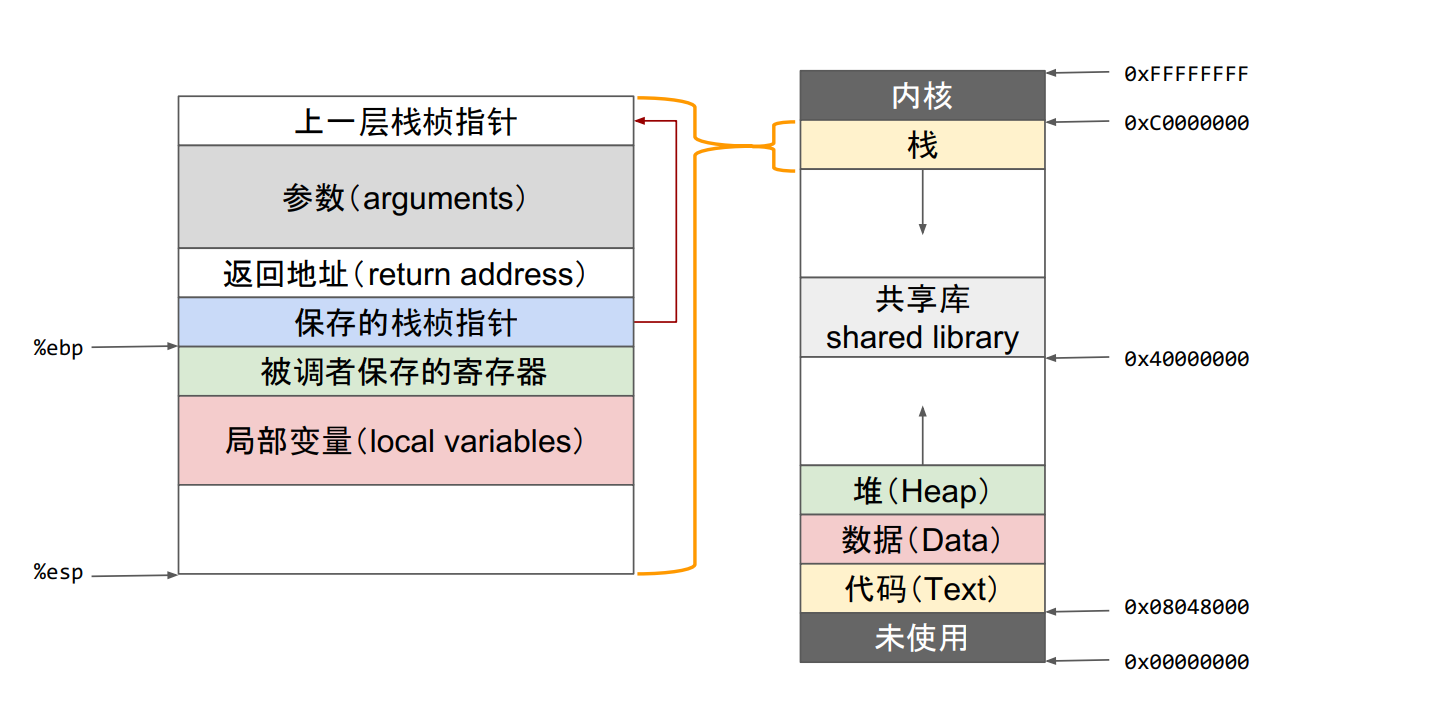 上一层栈桢指针
参数（arguments）
返回地址（return address）
保存的栈桢指针
%ebp
被调者保存的寄存器
局部变量（local variables）
%esp
0xFFFFFFFF
内核
0xC0000000
栈
共享库
shared library
0x40000000
堆（Heap）
数据（Data）
代码（Text）
0x08048000
未使用
0x00000000